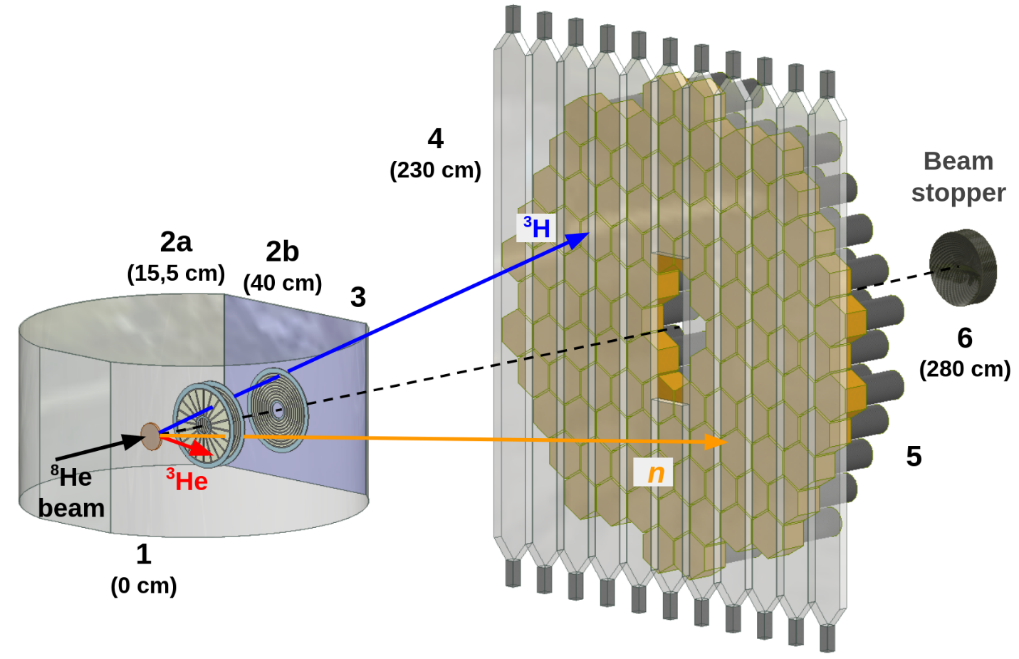 4
(230 cm)
Beam
stopper
³H
2a
(15,5 cm)
2b
(40 cm)
3
6
(280 cm)
5
n
⁸He
beam
³He
1
(0 cm)